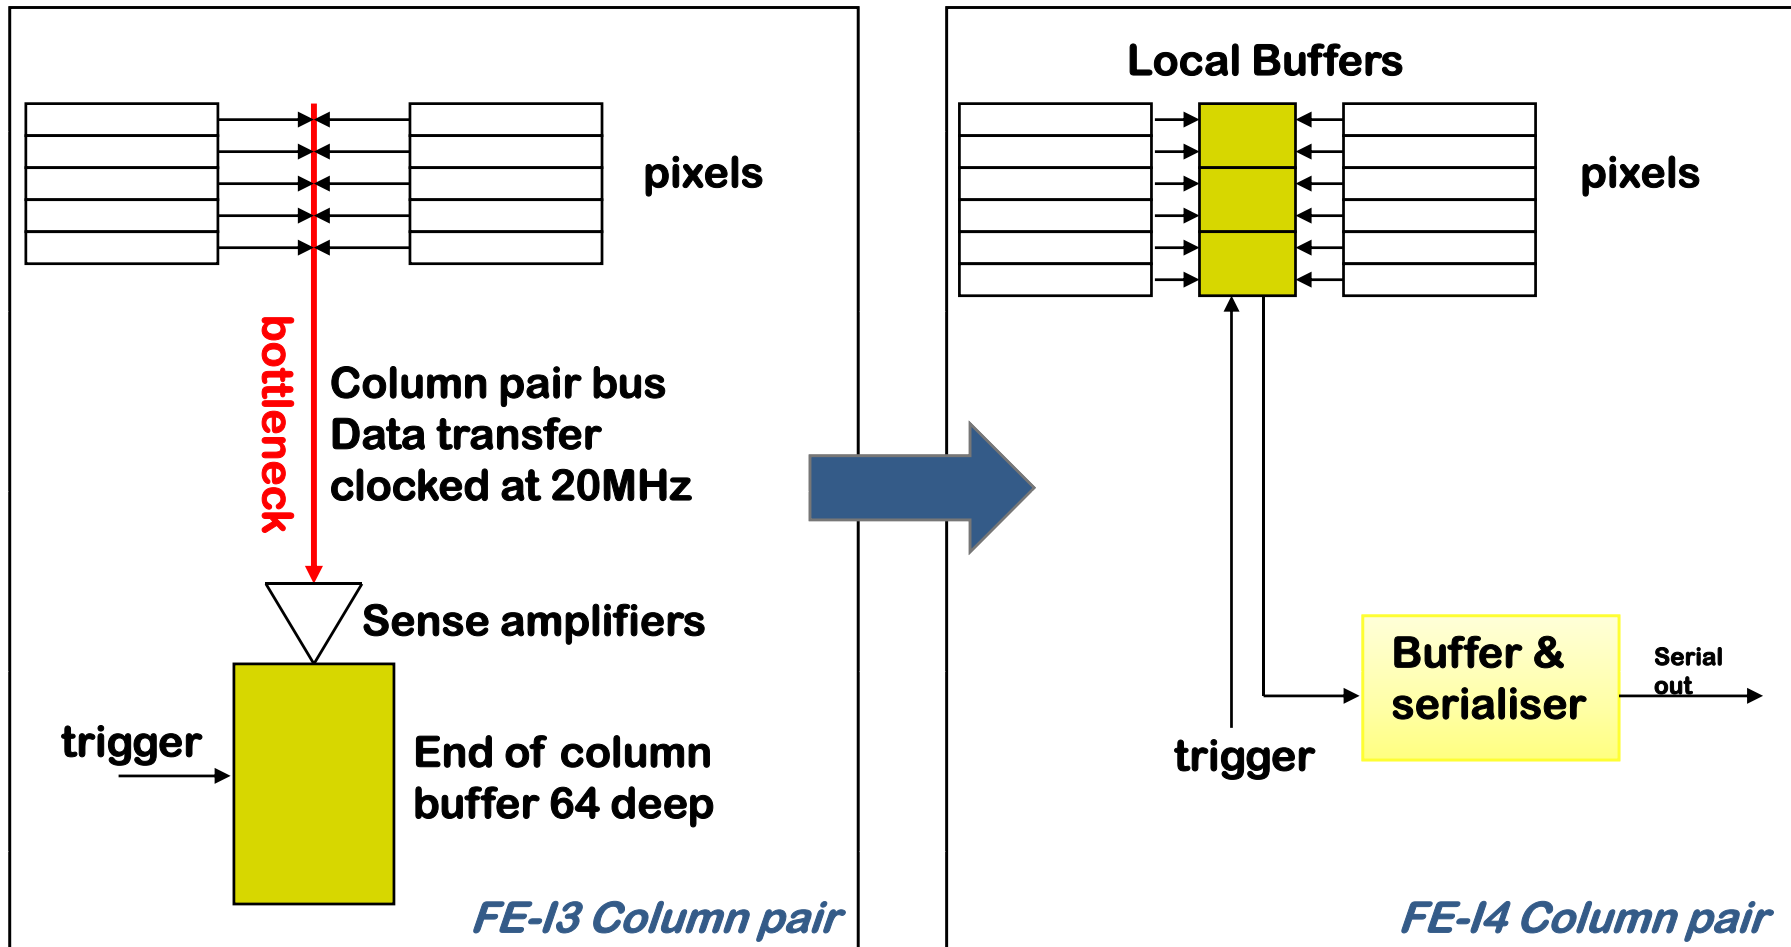 pixels
bottleneck
Column pair bus
Data transfer
clocked at 20MHz
Sense amplifiers
trigger
End of column
buffer 64 deep
FE-I3 Column pair
Local Buffers
pixels
Buffer &
serialiser
Serial
out
trigger
FE-I4 Column pair